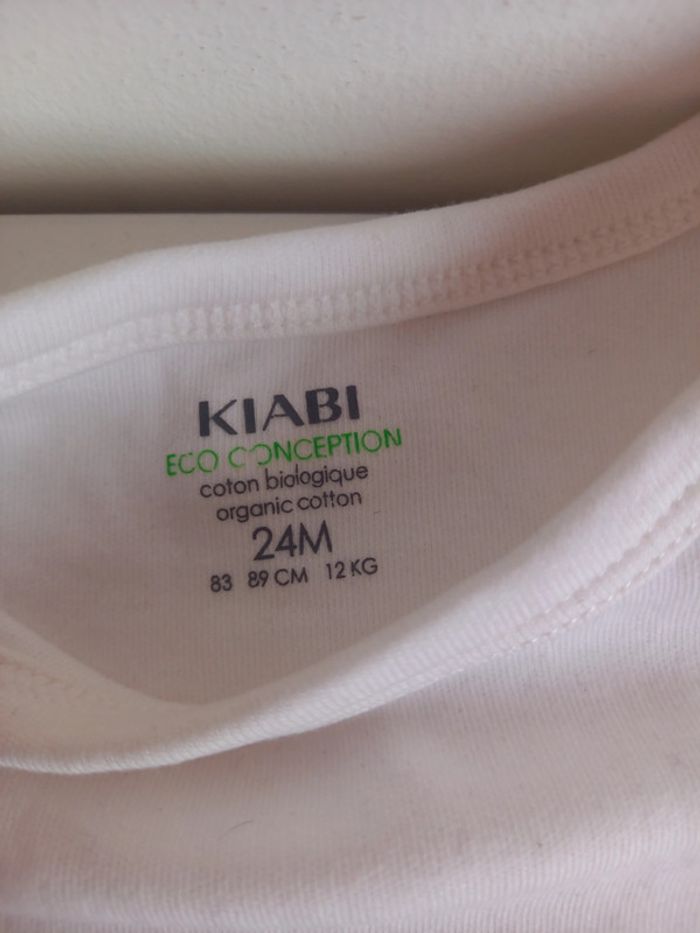 KIABI
ECO CONCEPTION
coton biologique
organic cotton
24M
83 89 CM 12 KG